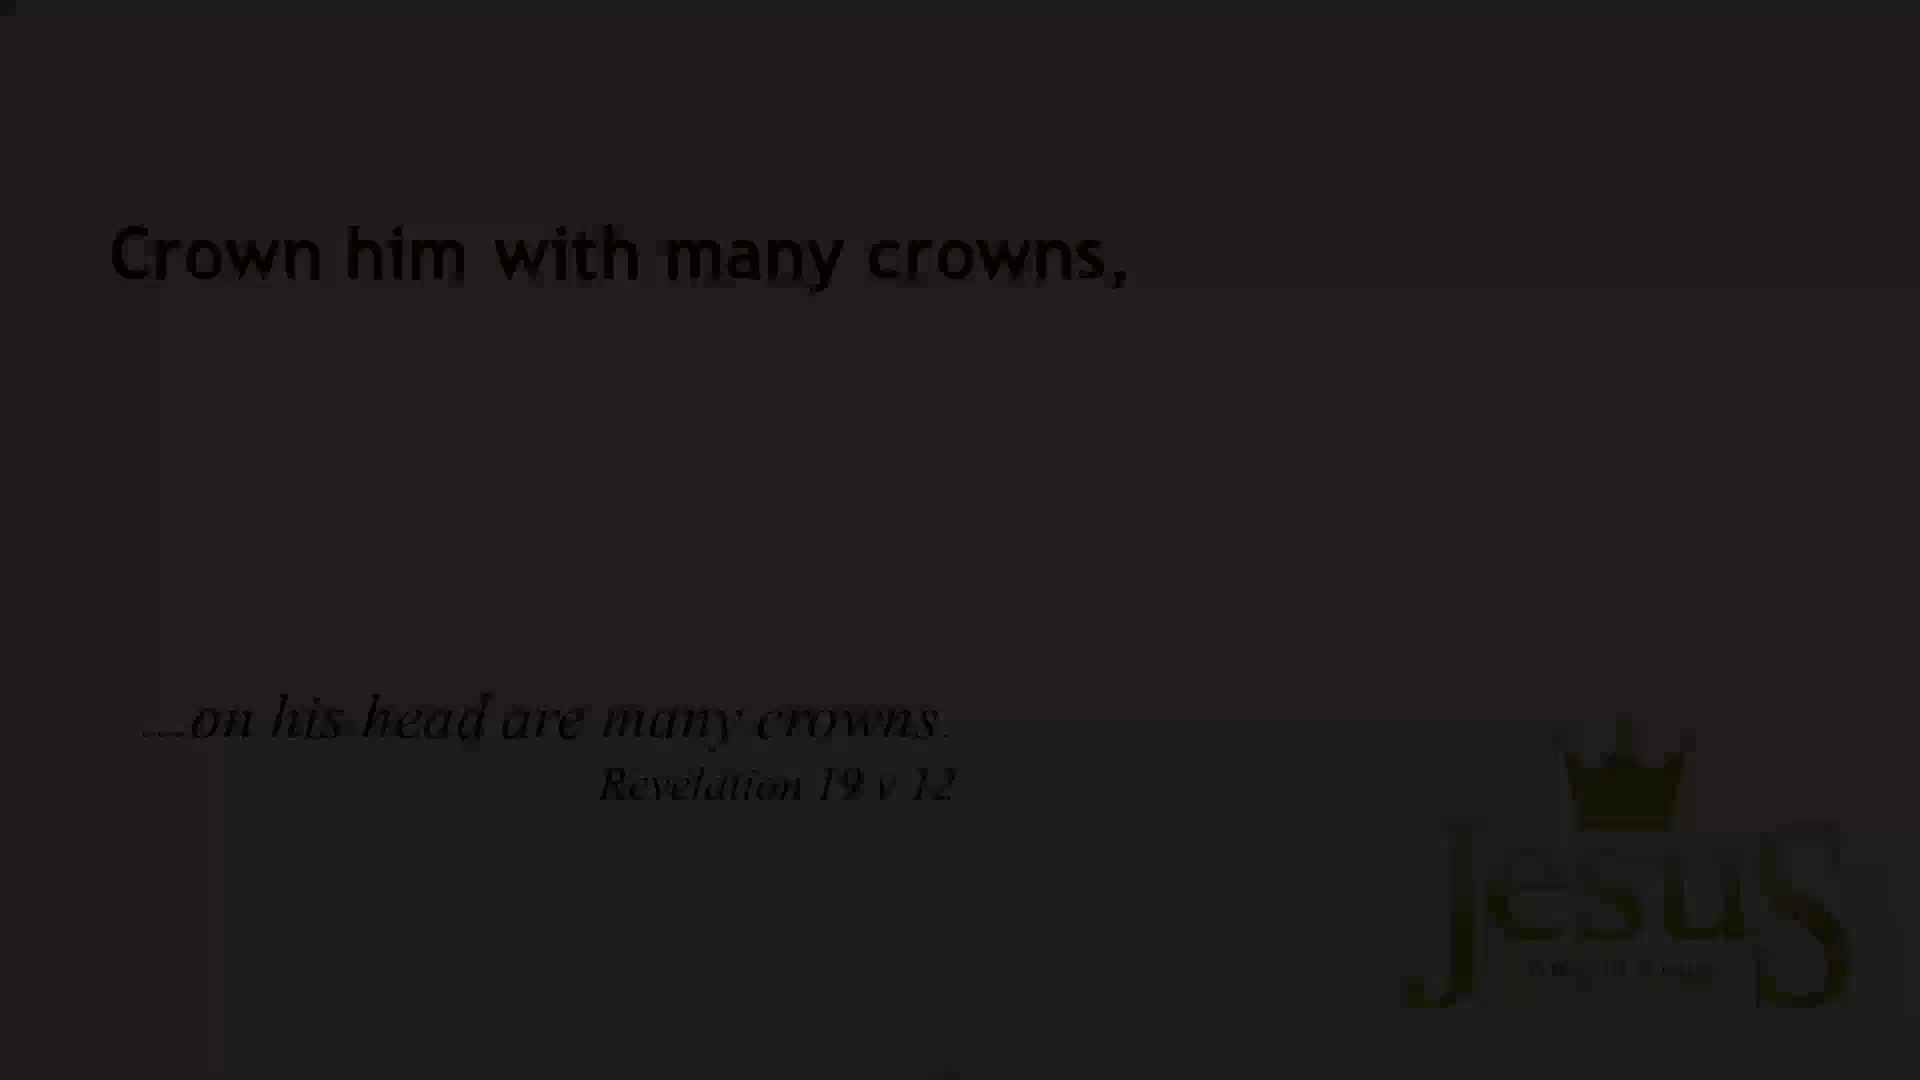 Crown him with many crowns,
...on his head are many crowns.
Revelation 19 v 12
Jesus